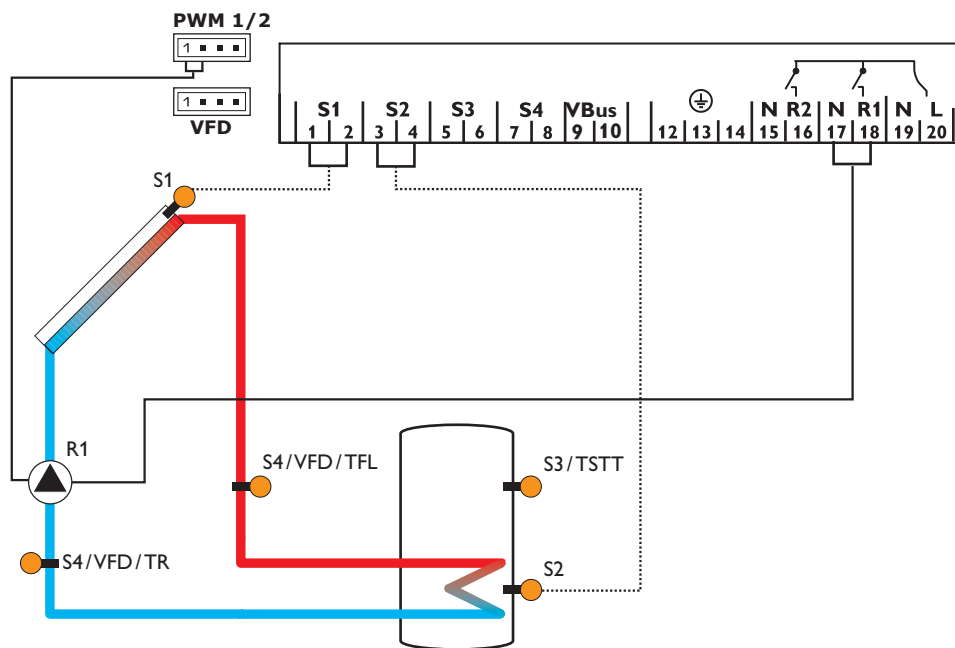 PWM 1/2
1
1
VFD
S1 S2 S3 S4 VBus N R2 N R1 N L
1 2 3 4 5 6 7 8 9 10 12 13 14 15 16 17 18 19 20
S1
R1
S4/VFD/TFL
S3/TSTT
S4/VFD/TR
S2